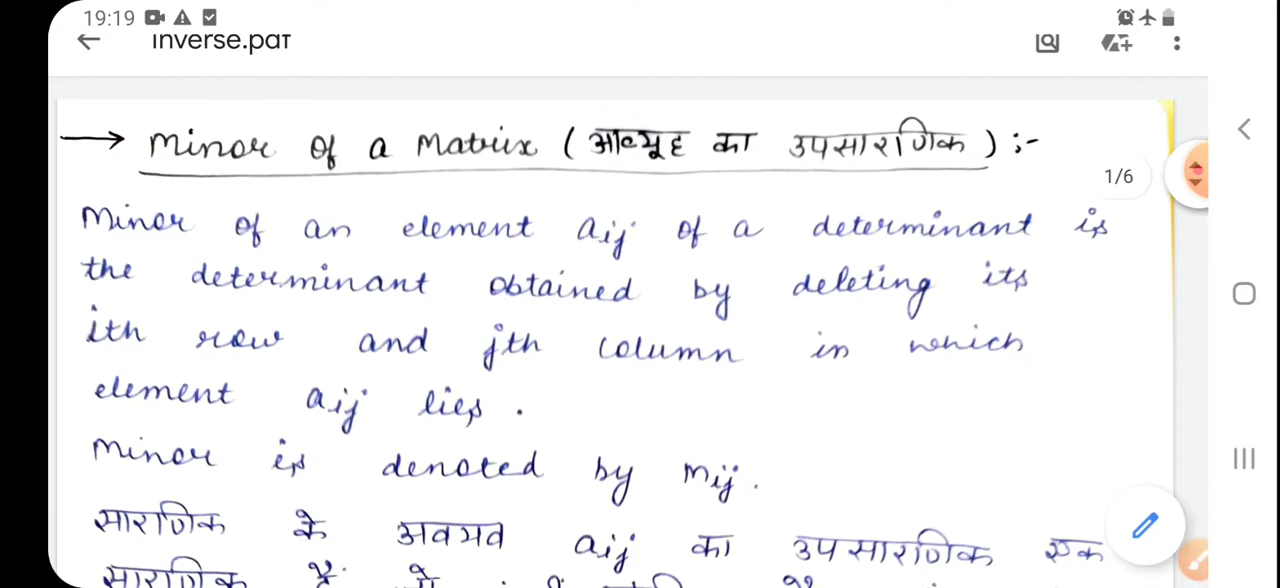 19:19
inverse.pdf
→ Minor of a Matrix (आव्यूह का उपसारणिक) :-
1/6
Minor of an element aij of a determinant is
the determinant obtained by deleting its
ith row and jth column in which
element aij lies.
Minor is denoted by Mij.
सारणिक के अवयव aij का उपसारणिक एक
सारणिक